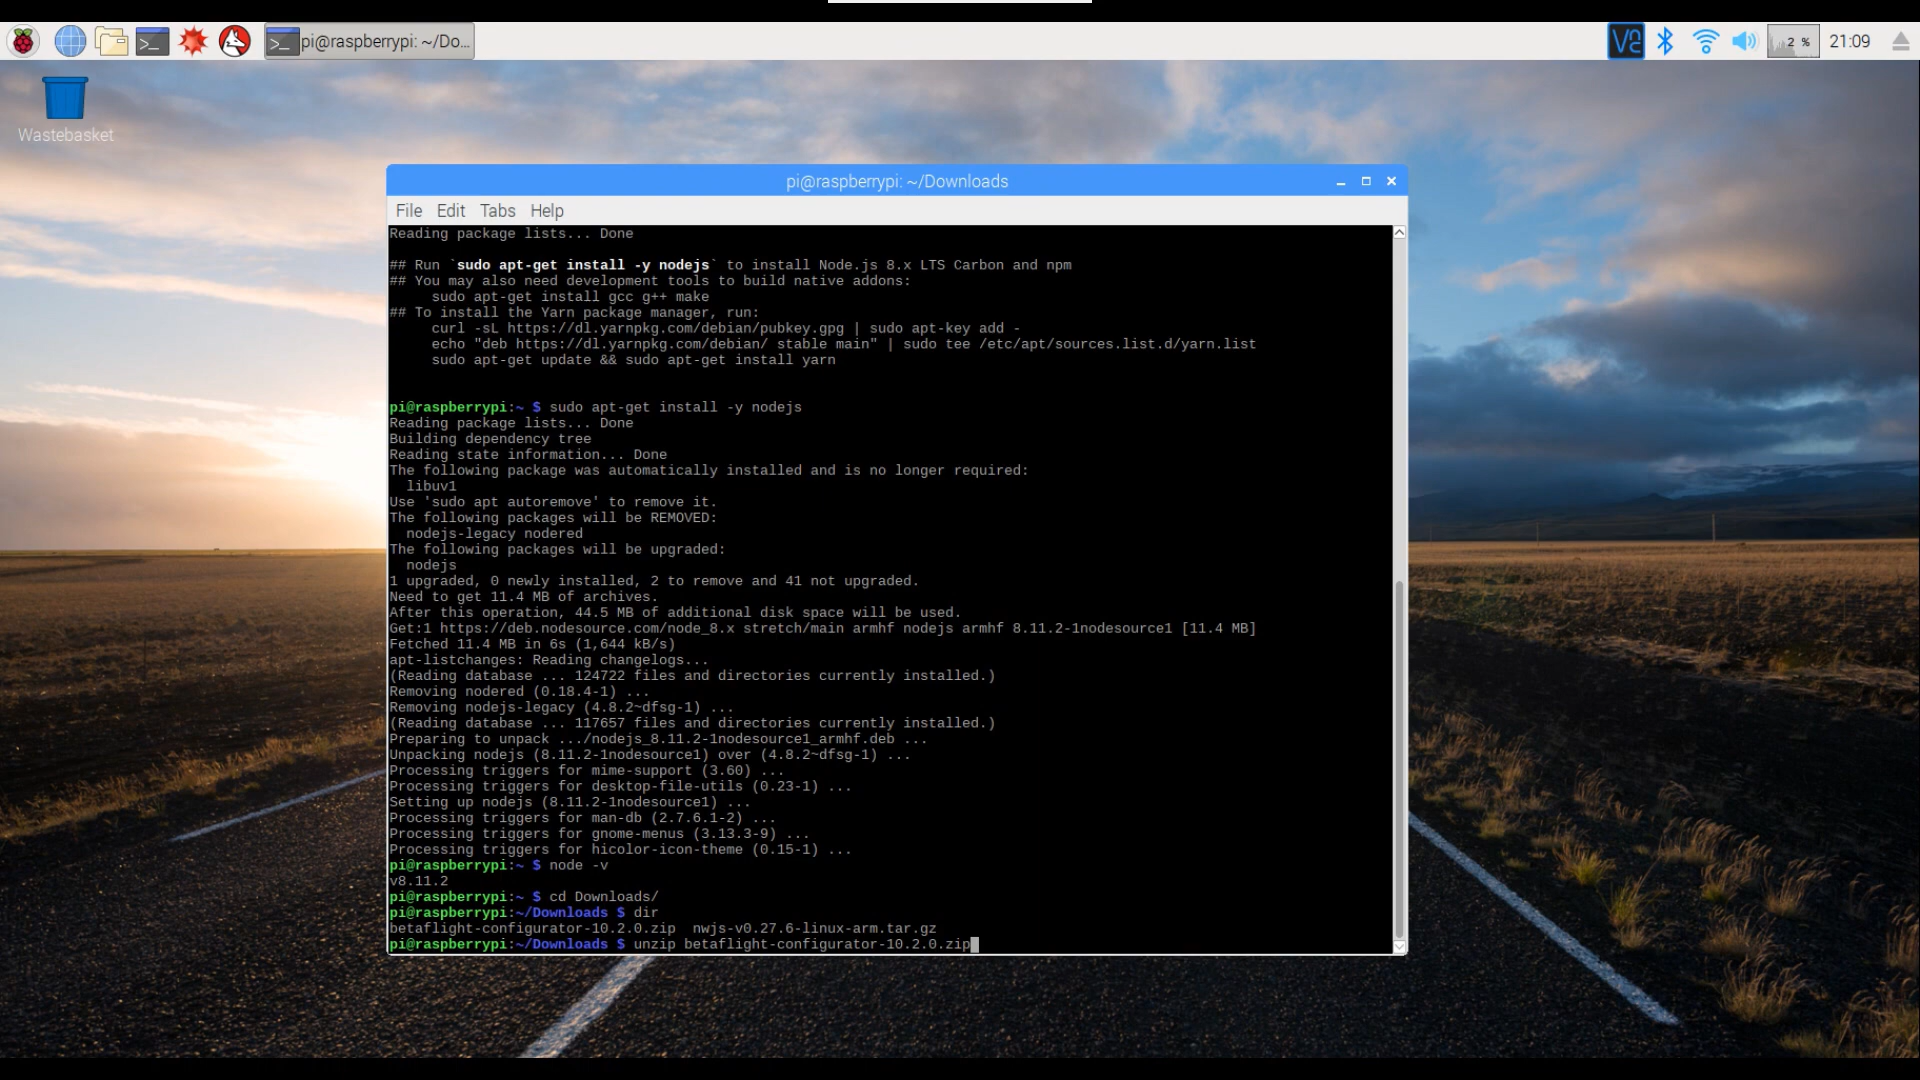 pi@raspberrypi: ~/Do...
2 %
21:09
Wastebasket
pi@raspberrypi: ~/Downloads
File Edit Tabs Help
Reading package lists... Done
## Run `sudo apt-get install -y nodejs` to install Node.js 8.x LTS Carbon and npm
## You may also need development tools to build native addons:
sudo apt-get install gcc g++ make
## To install the Yarn package manager, run:
curl -sL https://dl.yarnpkg.com/debian/pubkey.gpg | sudo apt-key add -
echo "deb https://dl.yarnpkg.com/debian/ stable main" | sudo tee /etc/apt/sources.list.d/yarn.list
sudo apt-get update && sudo apt-get install yarn
pi@raspberrypi:~ $ sudo apt-get install -y nodejs
Reading package lists... Done
Building dependency tree
Reading state information... Done
The following package was automatically installed and is no longer required:
libuv1
Use 'sudo apt autoremove' to remove it.
The following packages will be REMOVED:
nodejs-legacy nodered
The following packages will be upgraded:
nodejs
1 upgraded, 0 newly installed, 2 to remove and 41 not upgraded.
Need to get 11.4 MB of archives.
After this operation, 44.5 MB of additional disk space will be used.
Get:1 https://deb.nodesource.com/node_8.x stretch/main armhf nodejs armhf 8.11.2-1nodesource1 [11.4 MB]
Fetched 11.4 MB in 6s (1,644 kB/s)
apt-listchanges: Reading changelogs...
(Reading database ... 124722 files and directories currently installed.)
Removing nodered (0.18.4-1) ...
Removing nodejs-legacy (4.8.2~dfsg-1) ...
(Reading database ... 117657 files and directories currently installed.)
Preparing to unpack .../nodejs_8.11.2-1nodesource1_armhf.deb ...
Unpacking nodejs (8.11.2-1nodesource1) over (4.8.2~dfsg-1) ...
Processing triggers for mime-support (3.60) ...
Processing triggers for desktop-file-utils (0.23-1) ...
Setting up nodejs (8.11.2-1nodesource1) ...
Processing triggers for man-db (2.7.6.1-2) ...
Processing triggers for gnome-menus (3.13.3-9) ...
Processing triggers for hicolor-icon-theme (0.15-1) ...
pi@raspberrypi:~ $ node -v
v8.11.2
pi@raspberrypi:~ $ cd Downloads/
pi@raspberrypi:~/Downloads $ dir
betaflight-configurator-10.2.0.zip  nwjs-v0.27.6-linux-arm.tar.gz
pi@raspberrypi:~/Downloads $ unzip betaflight-configurator-10.2.0.zip